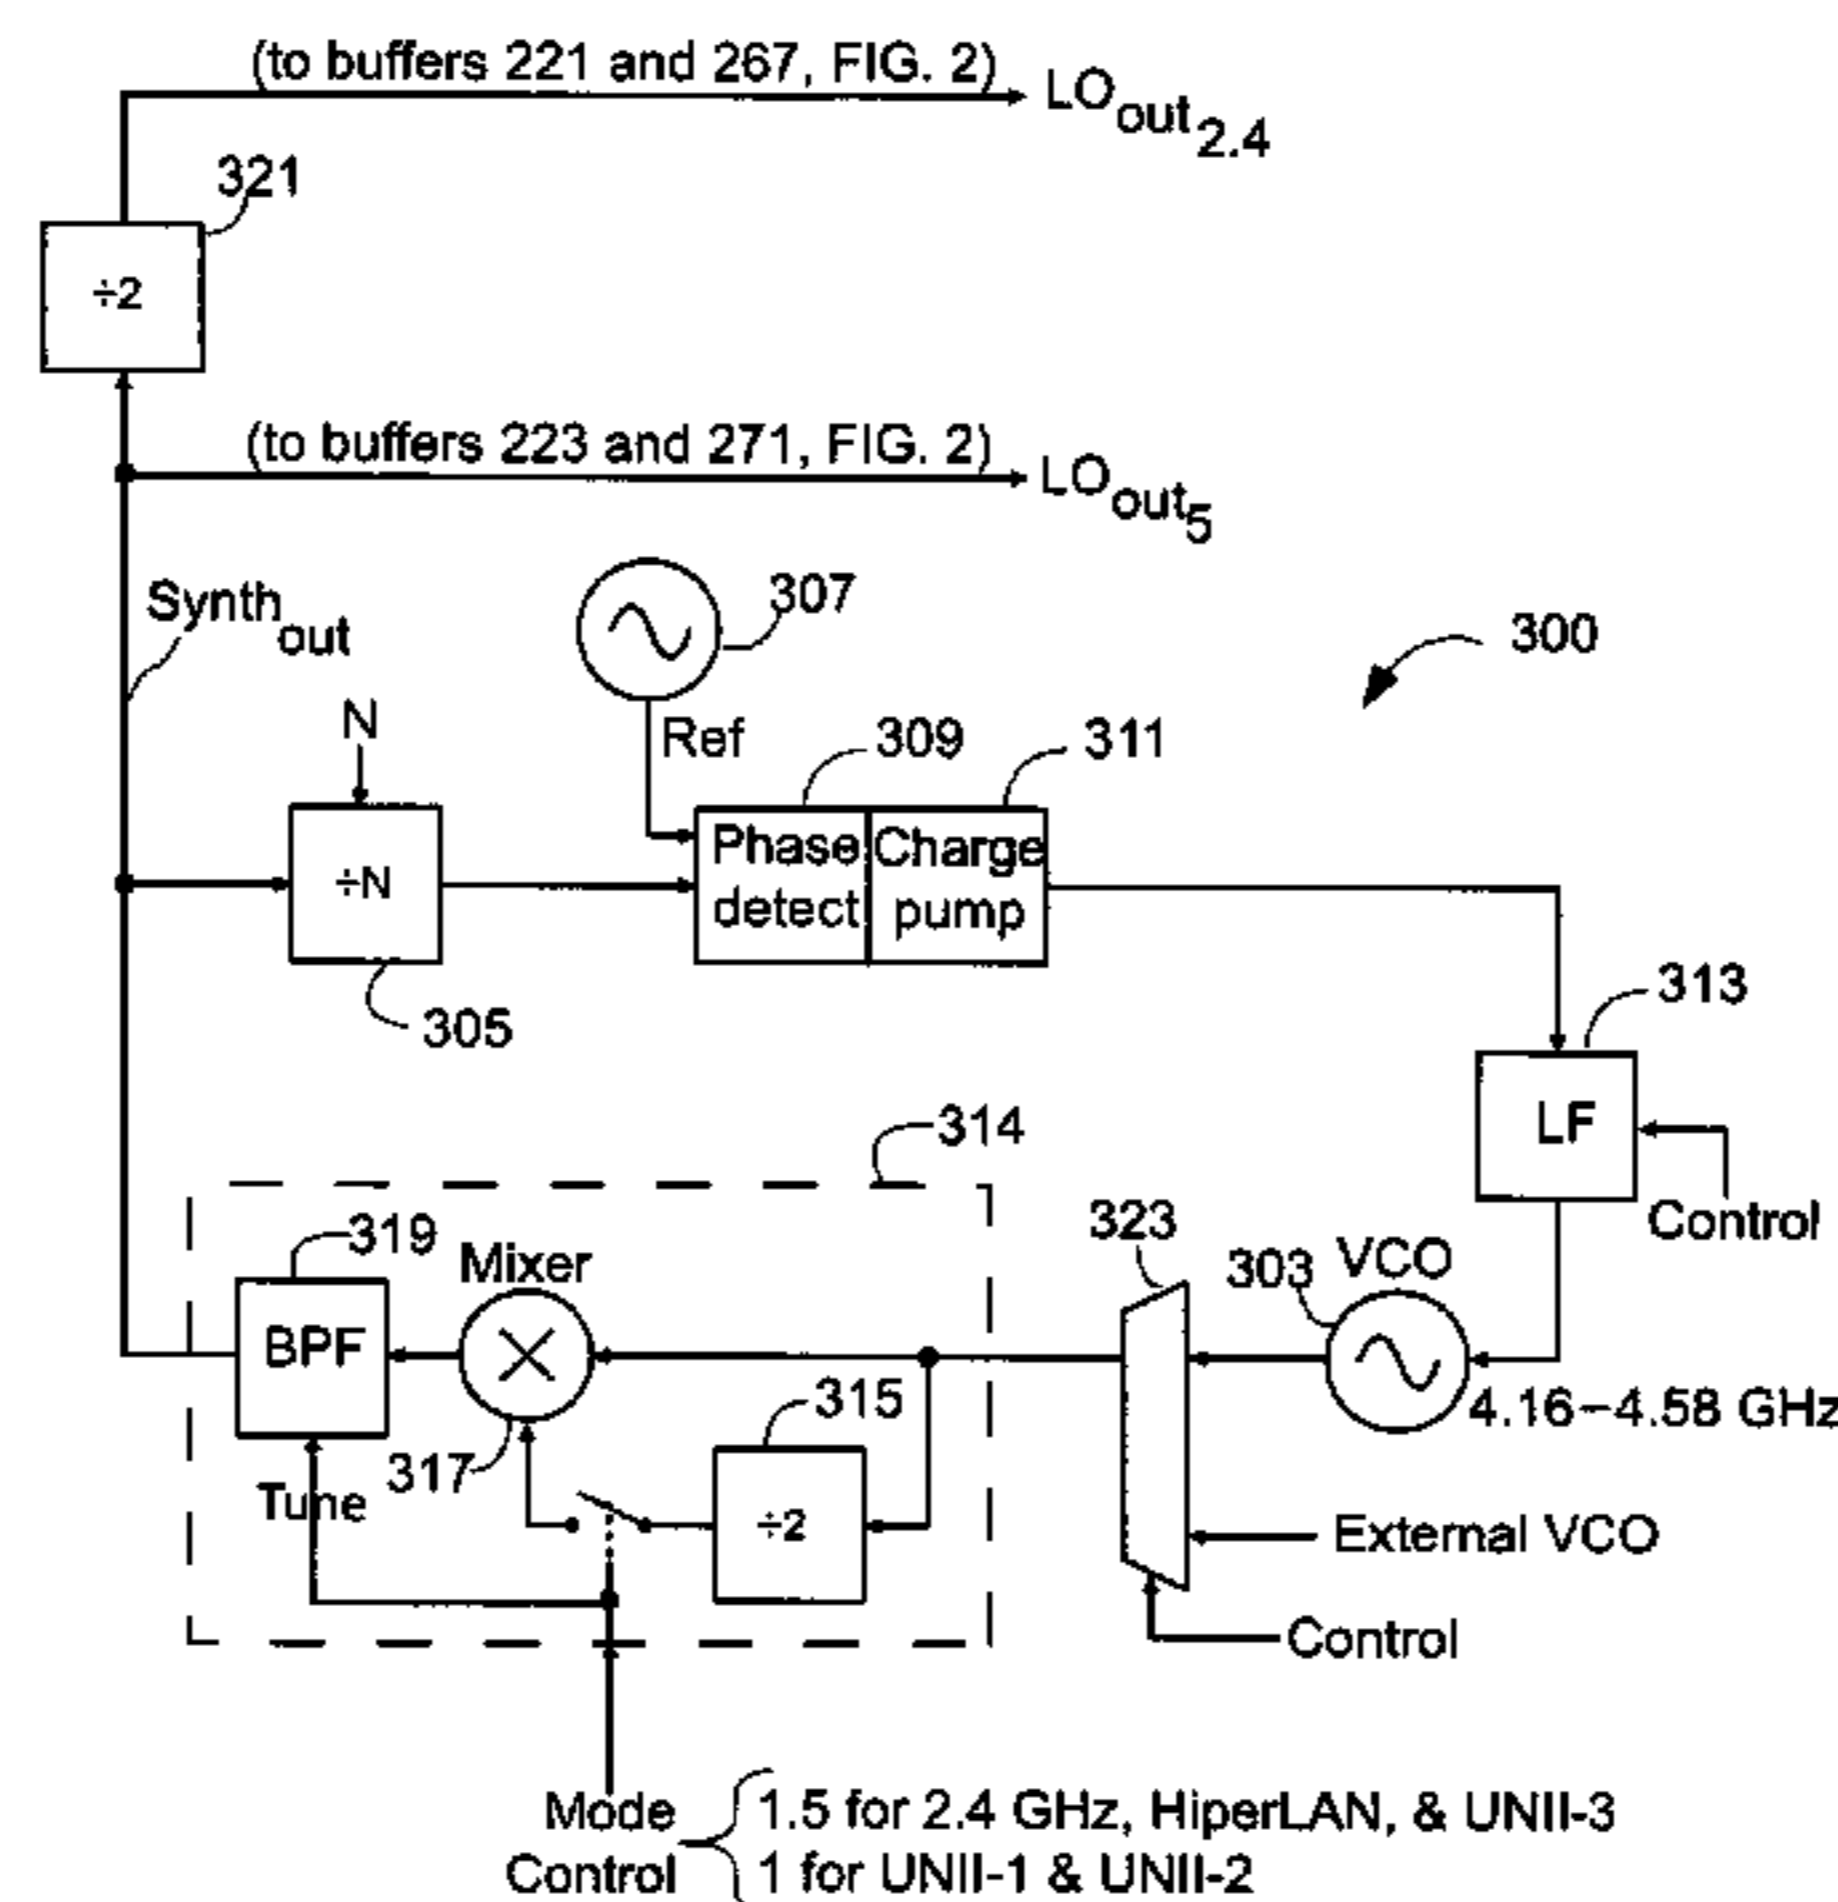 (to buffers 221 and 267, FIG. 2)
LOout2.4
321
÷2
(to buffers 223 and 271, FIG. 2)
LOout5
Synthout
307
300
N
Ref
309
311
÷N
Phase detect
Charge pump
305
313
LF
Control
314
319
Mixer
323
303
VCO
BPF
4.16–4.58 GHz
315
317
Tune
÷2
External VCO
Control
Mode Control
1.5 for 2.4 GHz, HiperLAN, & UNII-3
1 for UNII-1 & UNII-2